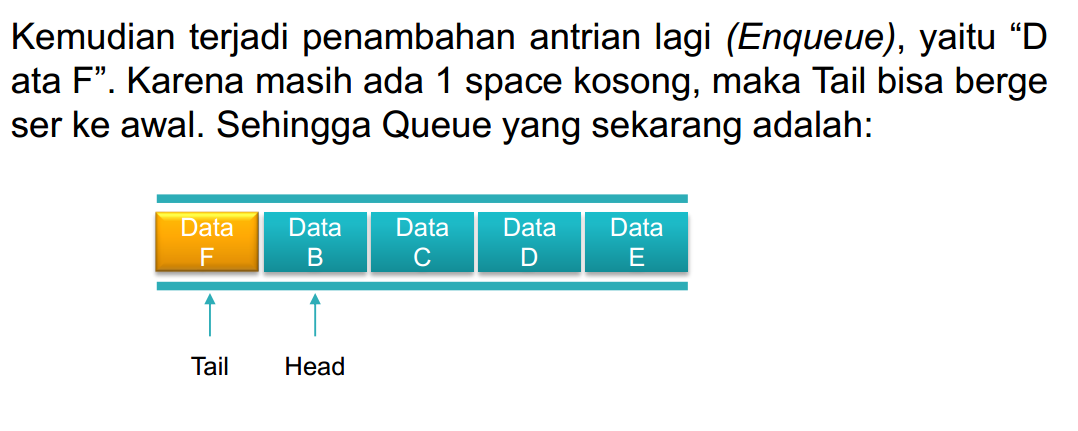 Kemudian terjadi penambahan antrian lagi (Enqueue), yaitu “D
ata F”. Karena masih ada 1 space kosong, maka Tail bisa berge
ser ke awal. Sehingga Queue yang sekarang adalah:
Data Data Data Data Data
F B C D E
Tail Head